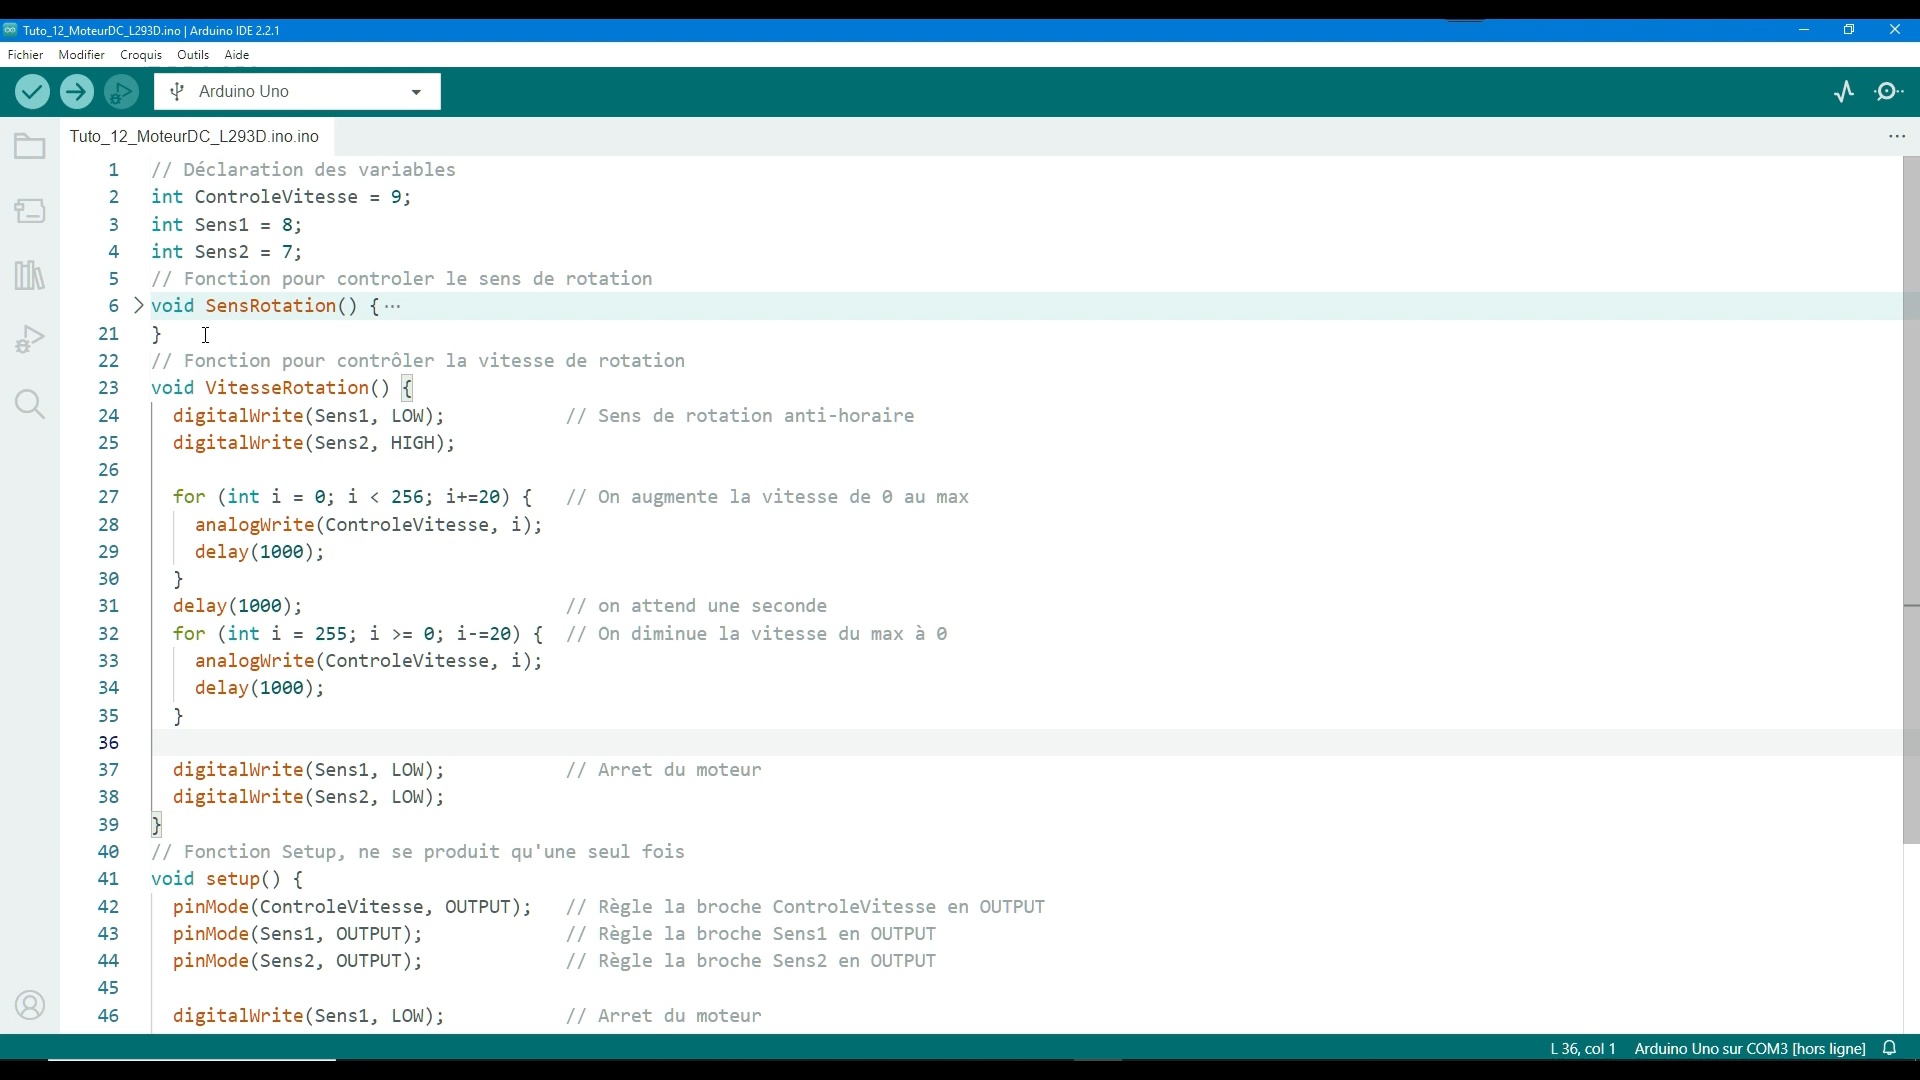 Tuto_12_MoteurDC_L293D.ino | Arduino IDE 2.2.1
Fichier Modifier Croquis Outils Aide
Arduino Uno
Tuto_12_MoteurDC_L293D.ino.ino
1 // Déclaration des variables
2 int ControleVitesse = 9;
3 int Sens1 = 8;
4 int Sens2 = 7;
5 // Fonction pour controler le sens de rotation
6 void SensRotation() {···
21 }
22 // Fonction pour contrôler la vitesse de rotation
23 void VitesseRotation() {
24 digitalWrite(Sens1, LOW); // Sens de rotation anti-horaire
25 digitalWrite(Sens2, HIGH);
26
27 for (int i = 0; i < 256; i+=20) { // On augmente la vitesse de 0 au max
28 analogWrite(ControleVitesse, i);
29 delay(1000);
30 }
31 delay(1000); // on attend une seconde
32 for (int i = 255; i >= 0; i-=20) { // On diminue la vitesse du max à 0
33 analogWrite(ControleVitesse, i);
34 delay(1000);
35 }
36
37 digitalWrite(Sens1, LOW); // Arret du moteur
38 digitalWrite(Sens2, LOW);
39 }
40 // Fonction Setup, ne se produit qu'une seul fois
41 void setup() {
42 pinMode(ControleVitesse, OUTPUT); // Règle la broche ControleVitesse en OUTPUT
43 pinMode(Sens1, OUTPUT); // Règle la broche Sens1 en OUTPUT
44 pinMode(Sens2, OUTPUT); // Règle la broche Sens2 en OUTPUT
45
46 digitalWrite(Sens1, LOW); // Arret du moteur
L 36, col 1 Arduino Uno sur COM3 [hors ligne]